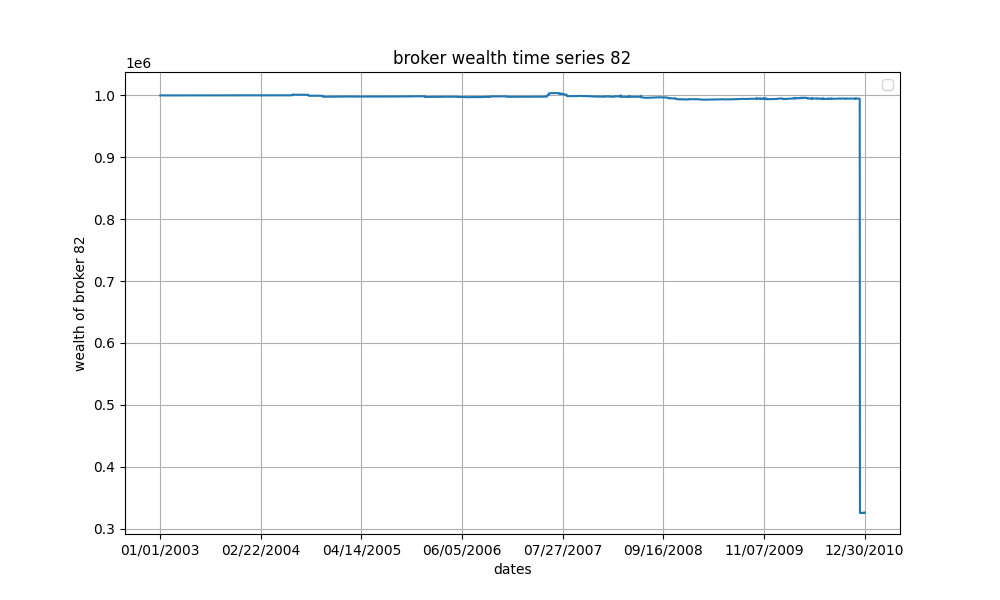 broker wealth time series 82
1e6
1.0
0.9
0.8
0.7
0.6
0.5
0.4
0.3
wealth of broker 82
01/01/2003 02/22/2004 04/14/2005 06/05/2006 07/27/2007 09/16/2008 11/07/2009 12/30/2010
dates